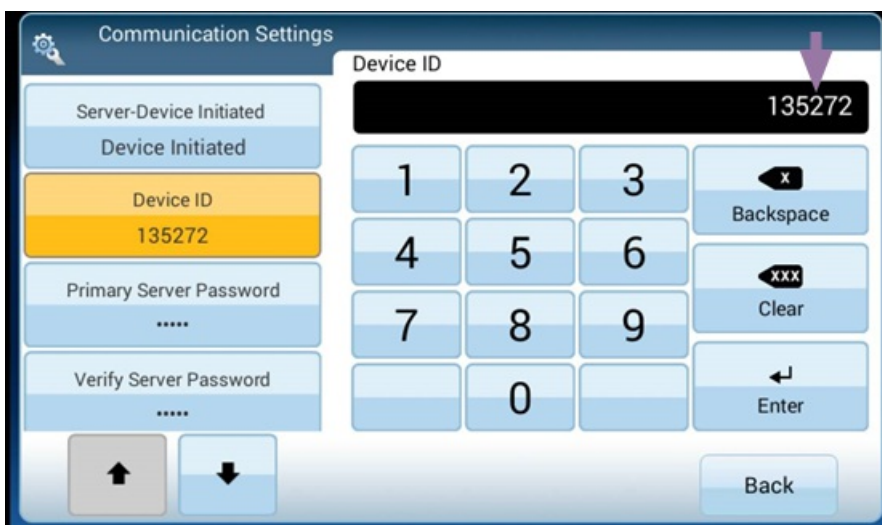 Communication Settings
Device ID
135272
Server-Device Initiated
Device Initiated
Device ID
135272
Primary Server Password
•••••
Verify Server Password
•••••
1 2 3
X
Backspace
4 5 6
XXX
Clear
7 8 9
0
Enter
Back